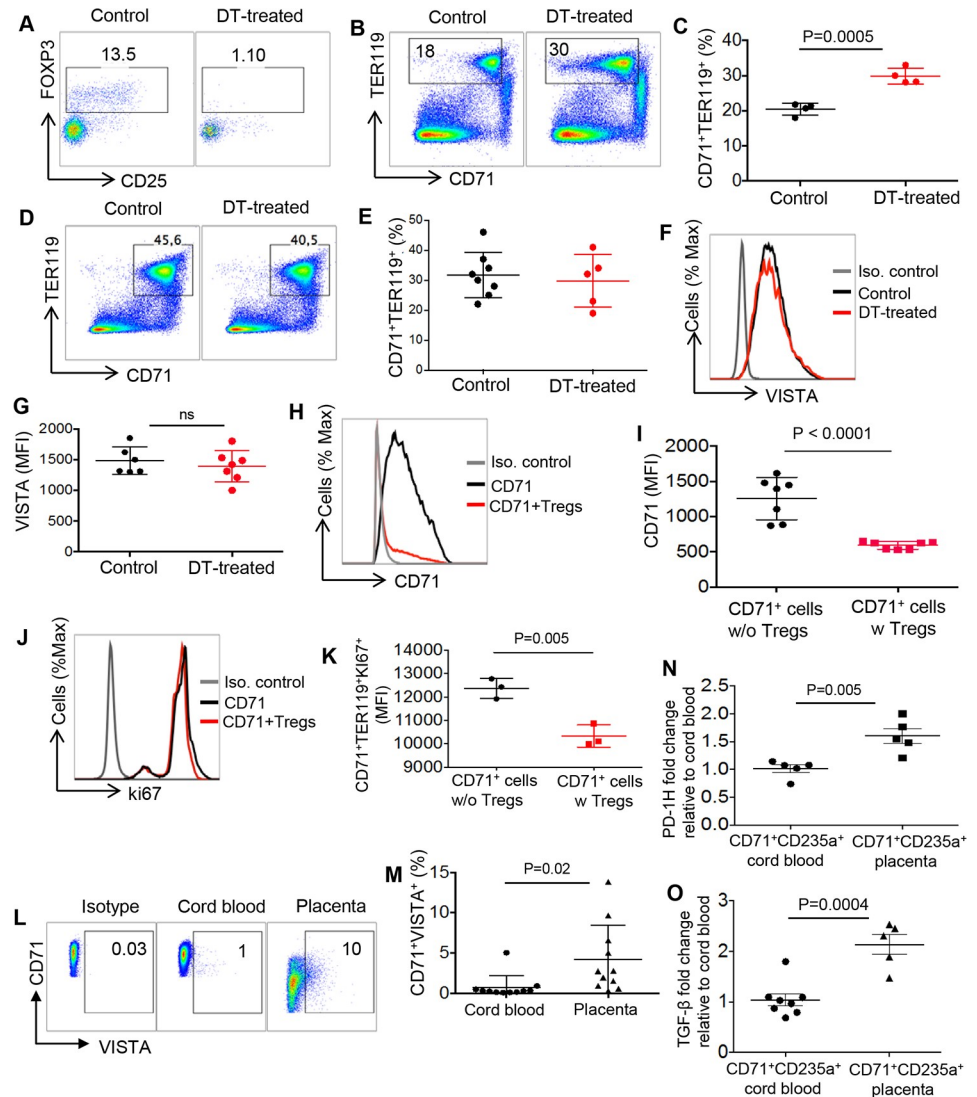 A
Control
DT-treated
FOXP3
13.5
1.10
CD25
B
Control
DT-treated
TER119
18
30
CD71
C
CD71⁺TER119⁺ (%)
P=0.0005
40
30
20
10
0
Control
DT-treated
D
Control
DT-treated
TER119
45,6
40,5
CD71
E
CD71⁺TER119⁺ (%)
50
40
30
20
10
0
Control
DT-treated
F
Cells (% Max)
Iso. control
Control
DT-treated
VISTA
G
VISTA (MFI)
ns
2000
1500
1000
500
0
Control
DT-treated
H
Cells (% Max)
Iso. control
CD71
CD71+Tregs
CD71
I
CD71 (MFI)
P < 0.0001
2000
1500
1000
500
0
CD71⁺ cells
w/o Tregs
CD71⁺ cells
w Tregs
J
Cells (%Max)
Iso. control
CD71
CD71+Tregs
ki67
K
CD71⁺TER119⁺KI67⁺
(MFI)
P=0.005
14000
13000
12000
11000
10000
9000
CD71⁺ cells
w/o Tregs
CD71⁺ cells
w Tregs
N
PD-1H fold change
relative to cord blood
P=0.005
2.5
2.0
1.5
1.0
0.5
0.0
CD71⁺CD235a⁺
cord blood
CD71⁺CD235a⁺
placenta
L
Isotype
Cord blood
Placenta
CD71
0.03
1
10
VISTA
M
CD71⁺VISTA⁺ (%)
P=0.02
15
10
5
0
Cord blood
Placenta
O
TGF-β fold change
relative to cord blood
P=0.0004
3
2
1
0
CD71⁺CD235a⁺
cord blood
CD71⁺CD235a⁺
placenta